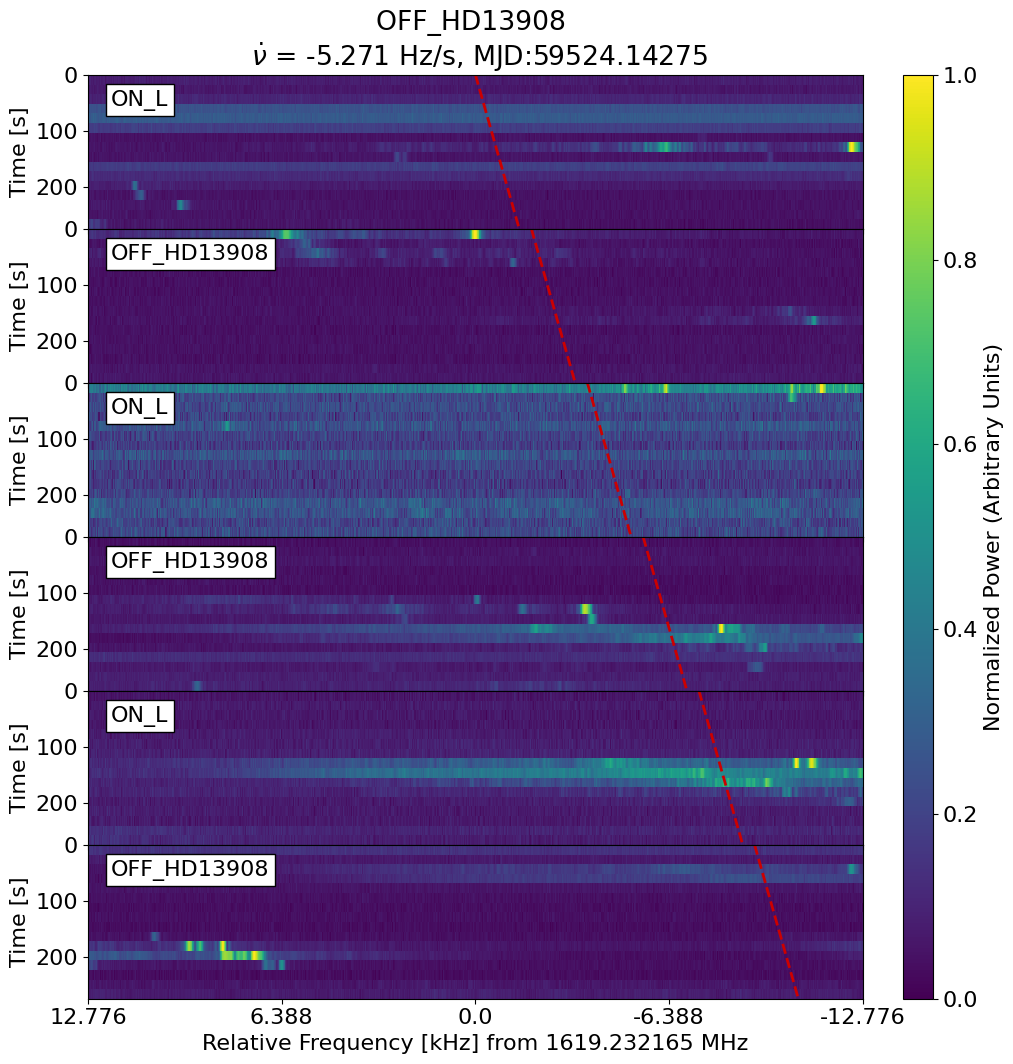 OFF_HD13908
ν̇ = -5.271 Hz/s, MJD:59524.14275
ON_L
OFF_HD13908
ON_L
OFF_HD13908
ON_L
OFF_HD13908
Time [s]
0
100
200
Time [s]
0
100
200
Time [s]
0
100
200
Time [s]
0
100
200
Time [s]
0
100
200
Time [s]
0
100
200
12.776 6.388 0.0 -6.388 -12.776
Relative Frequency [kHz] from 1619.232165 MHz
1.0
0.8
0.6
0.4
0.2
0.0
Normalized Power (Arbitrary Units)